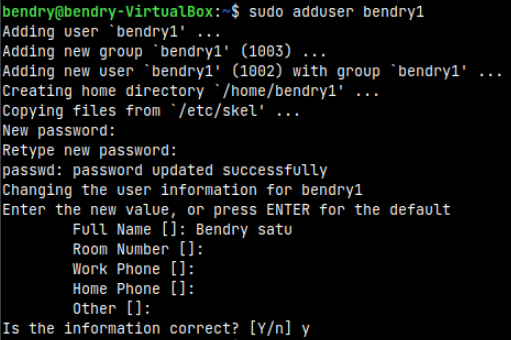 bendry@bendry-VirtualBox:~$ sudo adduser bendry1
Adding user `bendry1' ...
Adding new group `bendry1' (1003) ...
Adding new user `bendry1' (1002) with group `bendry1' ...
Creating home directory `/home/bendry1' ...
Copying files from `/etc/skel' ...
New password:
Retype new password:
passwd: password updated successfully
Changing the user information for bendry1
Enter the new value, or press ENTER for the default
        Full Name []: Bendry satu
        Room Number []:
        Work Phone []:
        Home Phone []:
        Other []:
Is the information correct? [Y/n] y